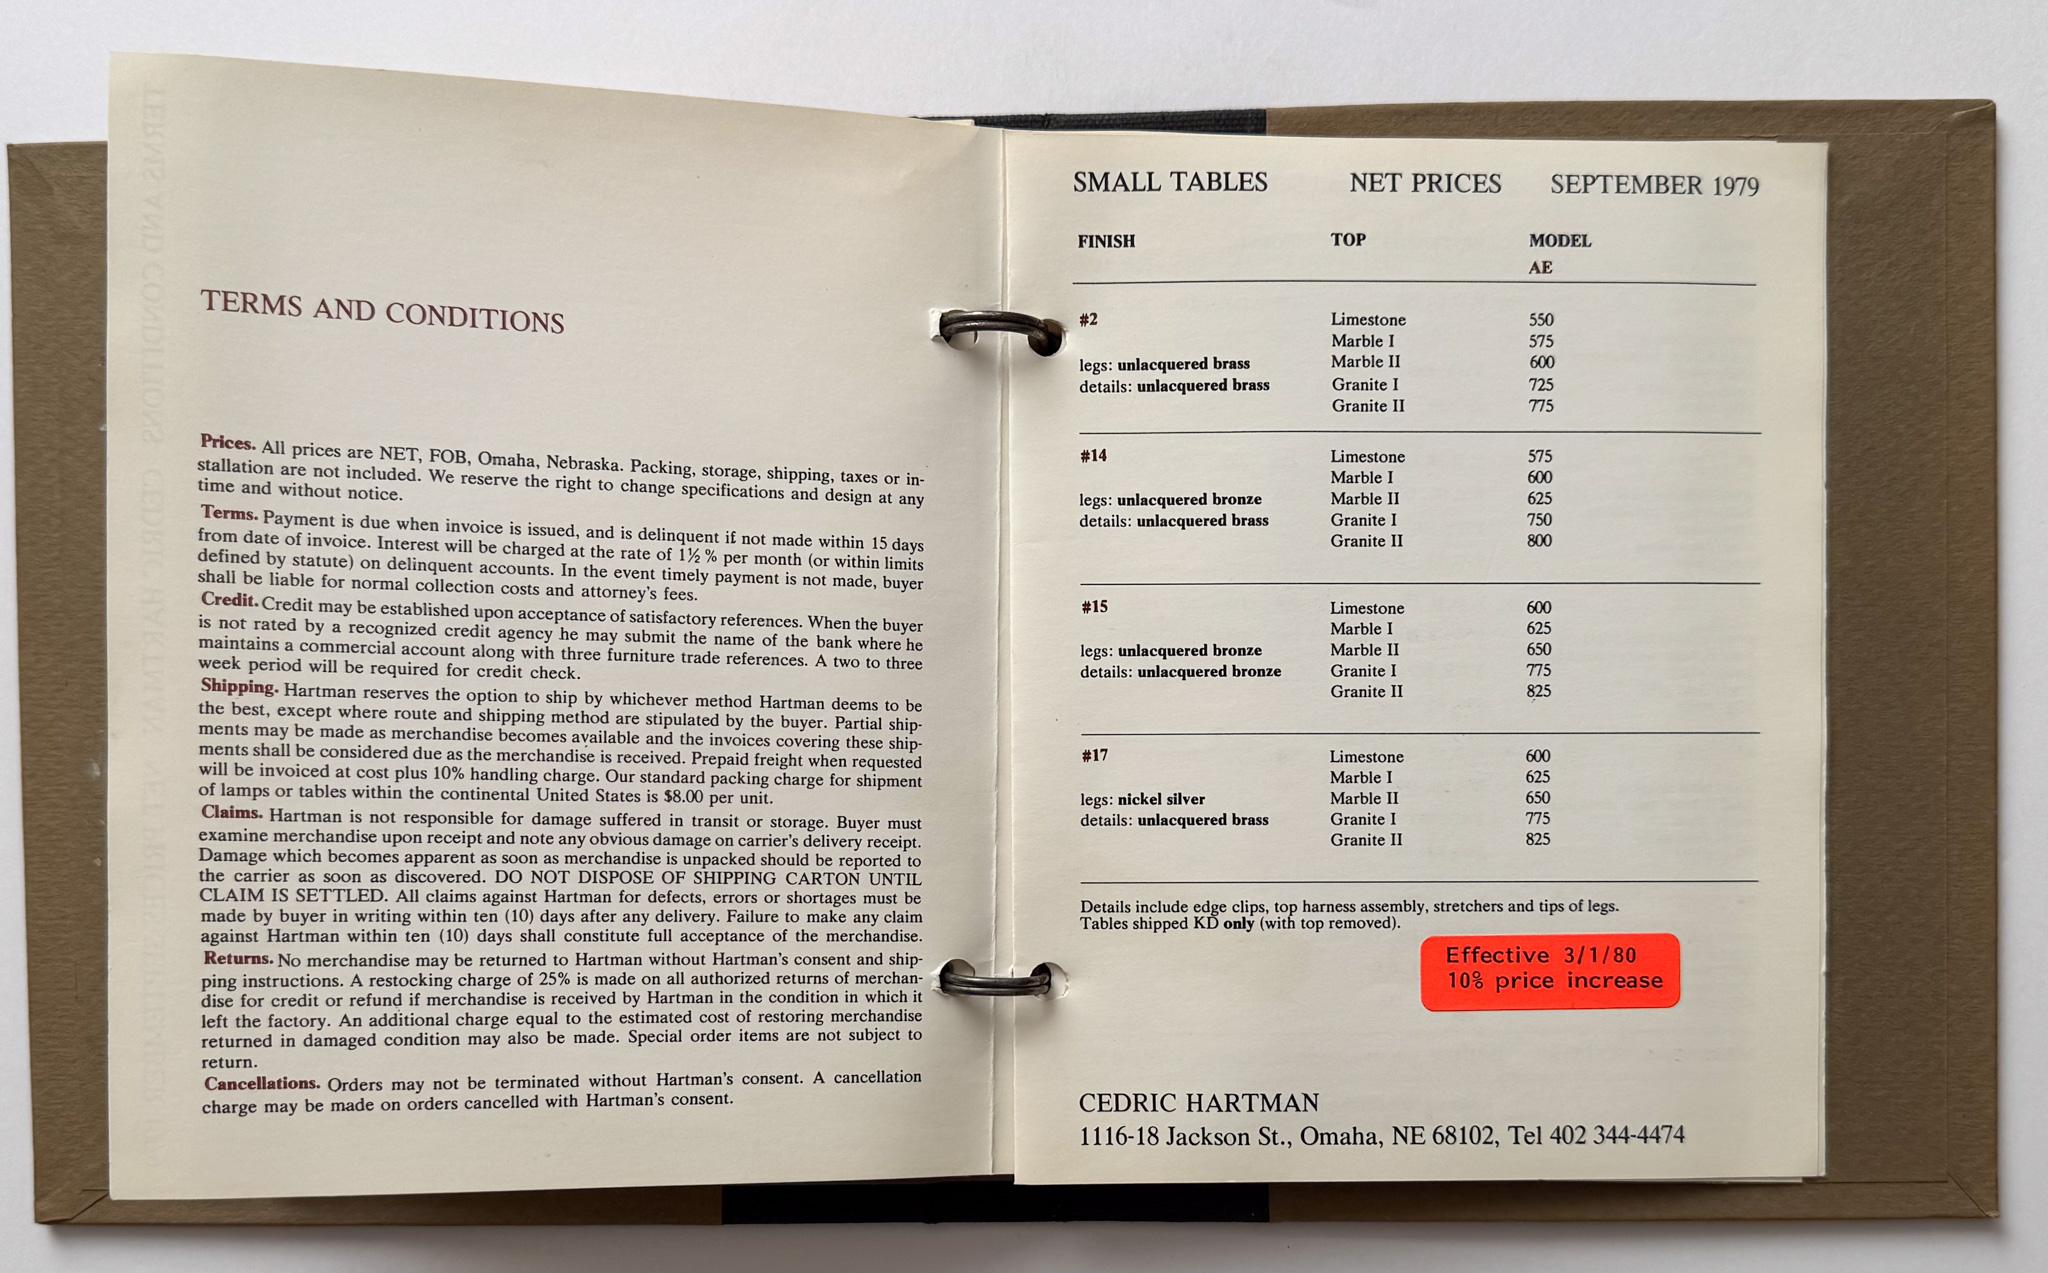 TERMS AND CONDITIONS
Prices. All prices are NET, FOB, Omaha, Nebraska. Packing, storage, shipping, taxes or in-
stallation are not included. We reserve the right to change specifications and design at any
time and without notice.
Terms. Payment is due when invoice is issued, and is delinquent if not made within 15 days
from date of invoice. Interest will be charged at the rate of 1½% per month (or within limits
defined by statute) on delinquent accounts. In the event timely payment is not made, buyer
shall be liable for normal collection costs and attorney's fees.
Credit. Credit may be established upon acceptance of satisfactory references. When the buyer
is not rated by a recognized credit agency he may submit the name of the bank where he
maintains a commercial account along with three furniture trade references. A two to three
week period will be required for credit check.
Shipping. Hartman reserves the option to ship by whichever method Hartman deems to be
the best, except where route and shipping method are stipulated by the buyer. Partial ship-
ments may be made as merchandise becomes available and the invoices covering these ship-
ments shall be considered due as the merchandise is received. Prepaid freight when requested
will be invoiced at cost plus 10% handling charge. Our standard packing charge for shipment
of lamps or tables within the continental United States is $8.00 per unit.
Claims. Hartman is not responsible for damage suffered in transit or storage. Buyer must
examine merchandise upon receipt and note any obvious damage on carrier's delivery receipt.
Damage which becomes apparent as soon as merchandise is unpacked should be reported to
the carrier as soon as discovered. DO NOT DISPOSE OF SHIPPING CARTON UNTIL
CLAIM IS SETTLED. All claims against Hartman for defects, errors or shortages must be
made by buyer in writing within ten (10) days after any delivery. Failure to make any claim
against Hartman within ten (10) days shall constitute full acceptance of the merchandise.
Returns. No merchandise may be returned to Hartman without Hartman's consent and ship-
ping instructions. A restocking charge of 25% is made on all authorized returns of merchan-
dise for credit or refund if merchandise is received by Hartman in the condition in which it
left the factory. An additional charge equal to the estimated cost of restoring merchandise
returned in damaged condition may also be made. Special order items are not subject to
return.
Cancellations. Orders may not be terminated without Hartman's consent. A cancellation
charge may be made on orders cancelled with Hartman's consent.
SMALL TABLES NET PRICES SEPTEMBER 1979
FINISH TOP MODEL
AE
#2 Limestone 550
Marble I 575
legs: unlacquered brass Marble II 600
details: unlacquered brass Granite I 725
Granite II 775
#14 Limestone 575
Marble I 600
legs: unlacquered bronze Marble II 625
details: unlacquered brass Granite I 750
Granite II 800
#15 Limestone 600
Marble I 625
legs: unlacquered bronze Marble II 650
details: unlacquered bronze Granite I 775
Granite II 825
#17 Limestone 600
Marble I 625
legs: nickel silver Marble II 650
details: unlacquered brass Granite I 775
Granite II 825
Details include edge clips, top harness assembly, stretchers and tips of legs.
Tables shipped KD only (with top removed).
Effective 3/1/80
10% price increase
CEDRIC HARTMAN
1116-18 Jackson St., Omaha, NE 68102, Tel 402 344-4474